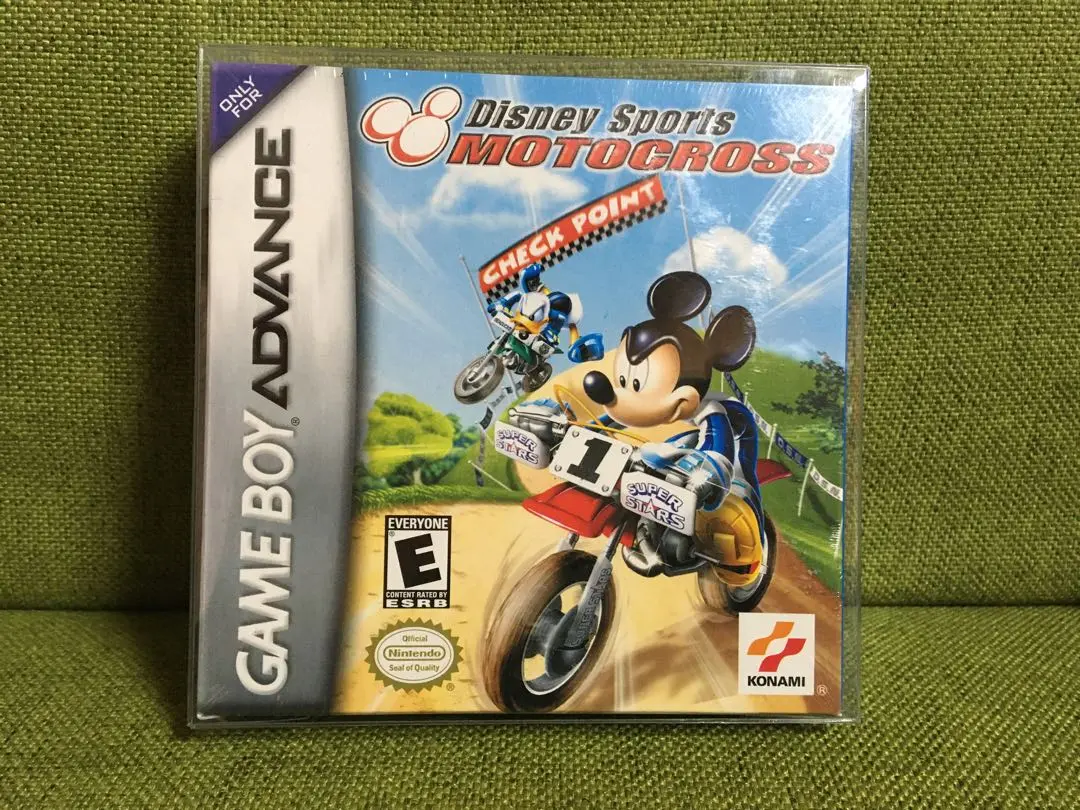 ONLY
FOR
GAME BOY ADVANCE
®
Disney Sports
MOTOCROSS
CHECK POINT
SUPER
STARS
1
SUPER
STARS
EVERYONE
E
®
CONTENT RATED BY
ESRB
Official
Nintendo
Seal of Quality
®
KONAMI
®